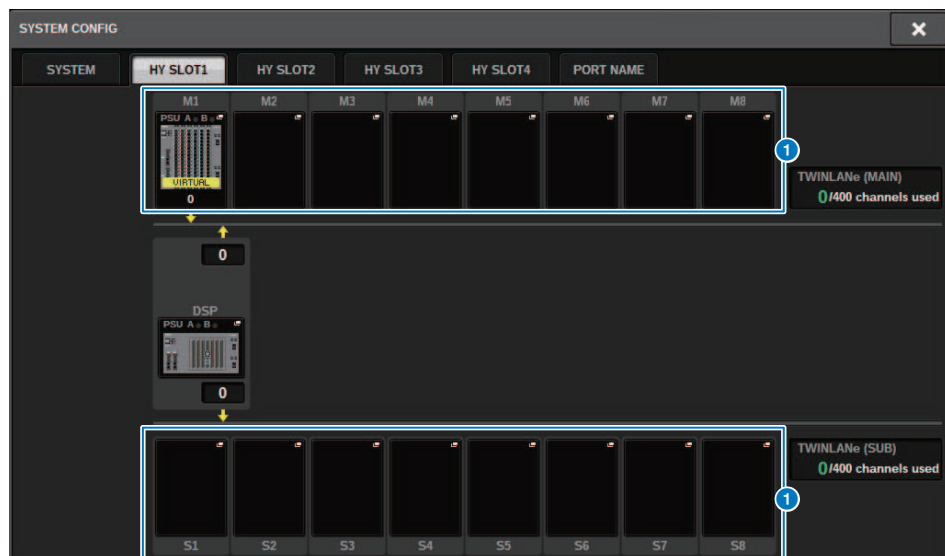 SYSTEM CONFIG
SYSTEM HY SLOT1 HY SLOT2 HY SLOT3 HY SLOT4 PORT NAME
M1 M2 M3 M4 M5 M6 M7 M8
PSU A B
VIRTUAL
0
1
TWINLANe (MAIN)
0/400 channels used
0
DSP
PSU A B
0
TWINLANe (SUB)
0/400 channels used
1
S1 S2 S3 S4 S5 S6 S7 S8